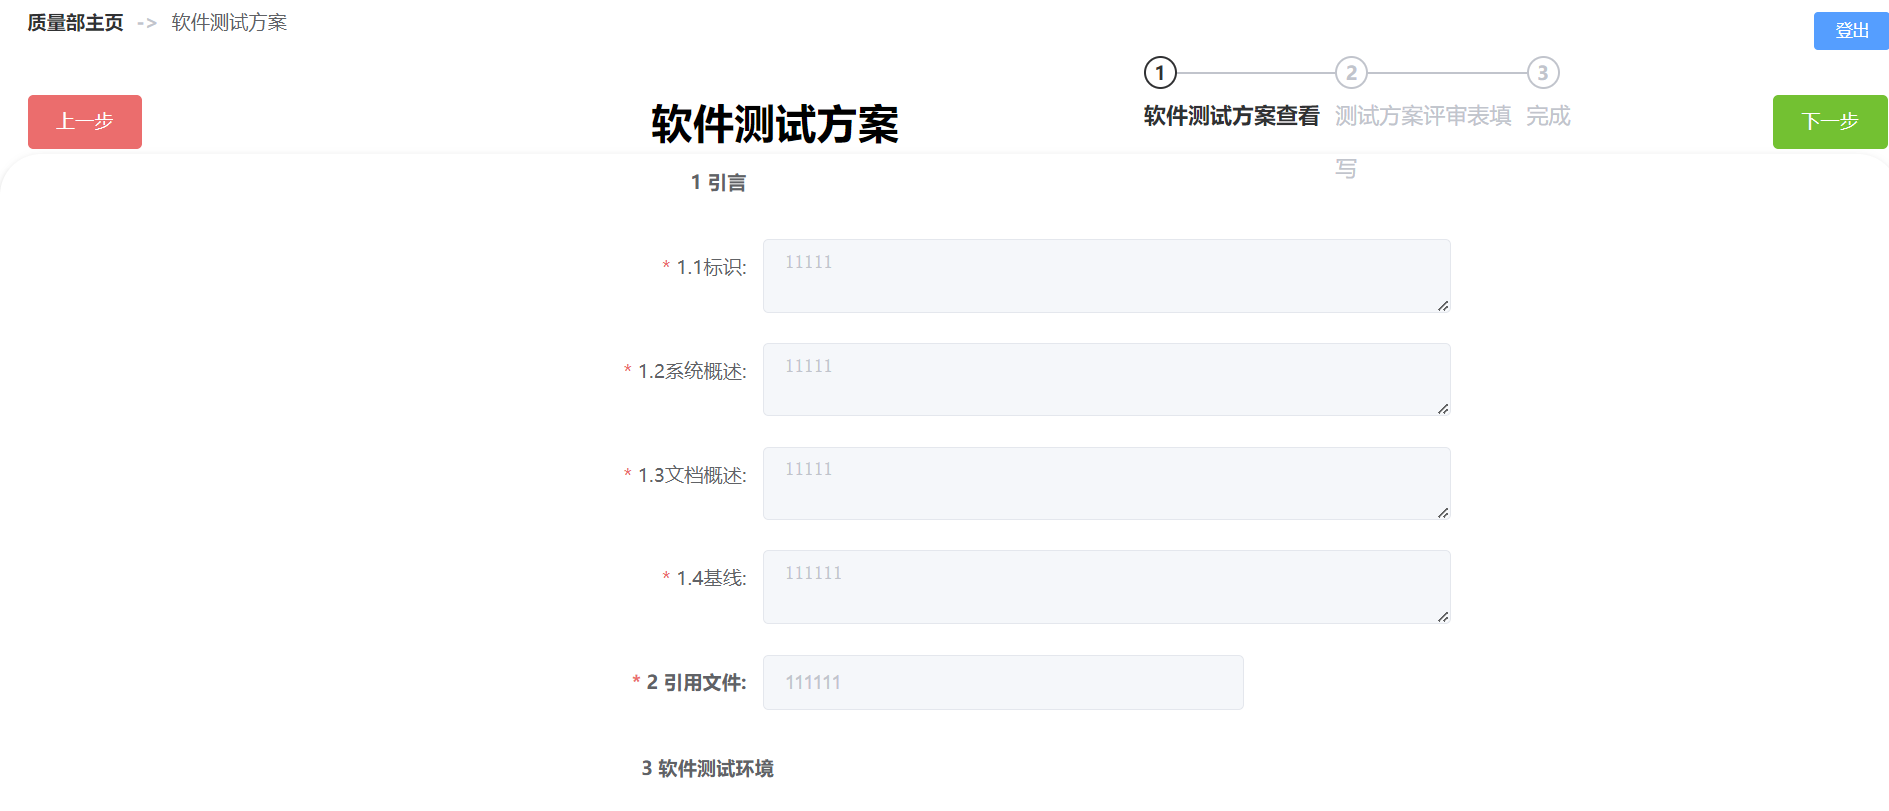 质量部主页 -> 软件测试方案
登出
1 2 3
软件测试方案查看 测试方案评审表填写 完成
上一步
软件测试方案
下一步
1 引言
* 1.1标识: 11111
* 1.2系统概述: 11111
* 1.3文档概述: 11111
* 1.4基线: 111111
* 2 引用文件: 111111
3 软件测试环境